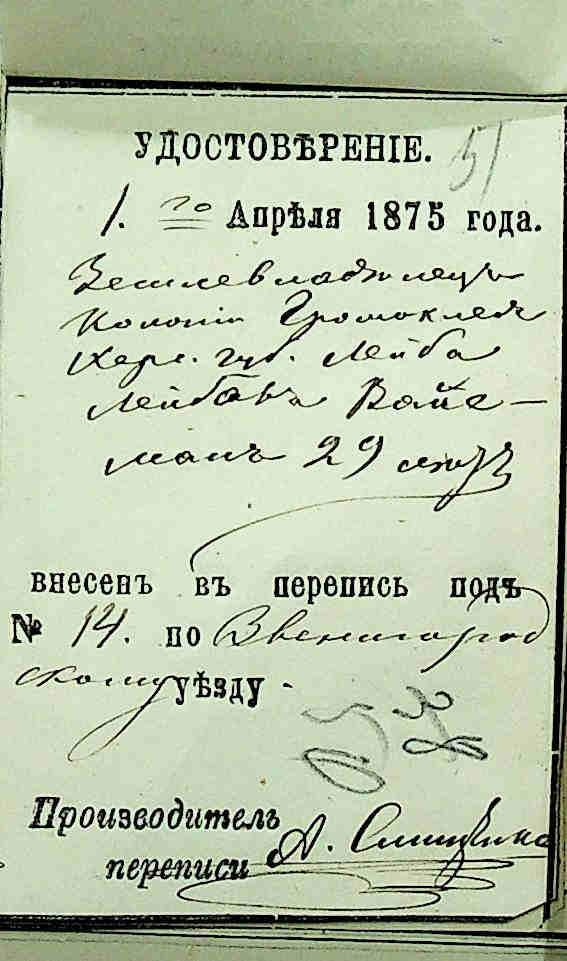 УДОСТОВѢРЕНІЕ. 51
1. го Апрѣля 1875 года.
Землевладѣлецъ
Колоніи Громоклея
Херс. губ. Лейба
Лейбовъ Вайс-
манъ 29 лѣтъ
внесенъ въ перепись подъ
№ 14. по Звенигород
скому уѣзду
Производитель
переписи А.